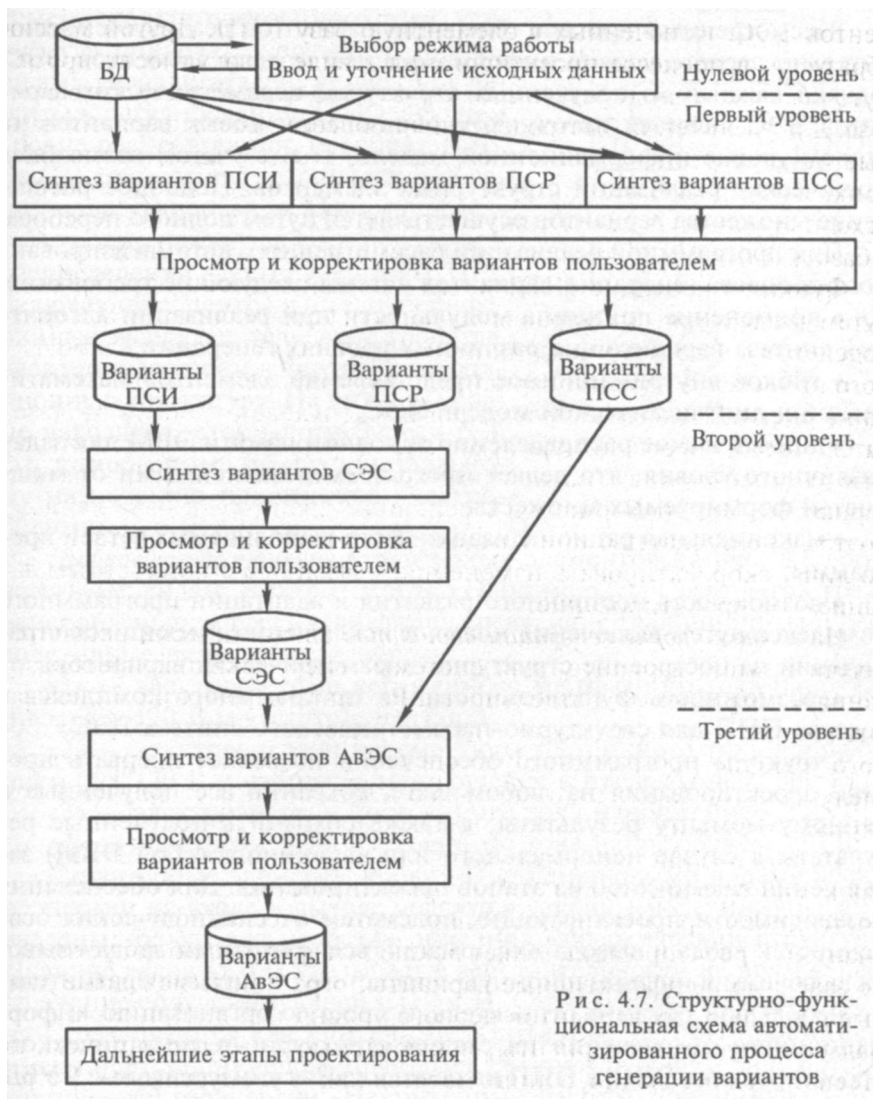 БД
Выбор режима работы
Ввод и уточнение исходных данных
Нулевой уровень
Первый уровень
Синтез вариантов ПСИ
Синтез вариантов ПСР
Синтез вариантов ПСС
Просмотр и корректировка вариантов пользователем
Варианты
ПСИ
Варианты
ПСР
Варианты
ПСС
Второй уровень
Синтез вариантов СЭС
Просмотр и корректировка
вариантов пользователем
Варианты
СЭС
Третий уровень
Синтез вариантов АвЭС
Просмотр и корректировка
вариантов пользователем
Варианты
АвЭС
Дальнейшие этапы проектирования
Рис. 4.7. Структурно-функ-
циональная схема автомати-
зированного процесса
генерации вариантов